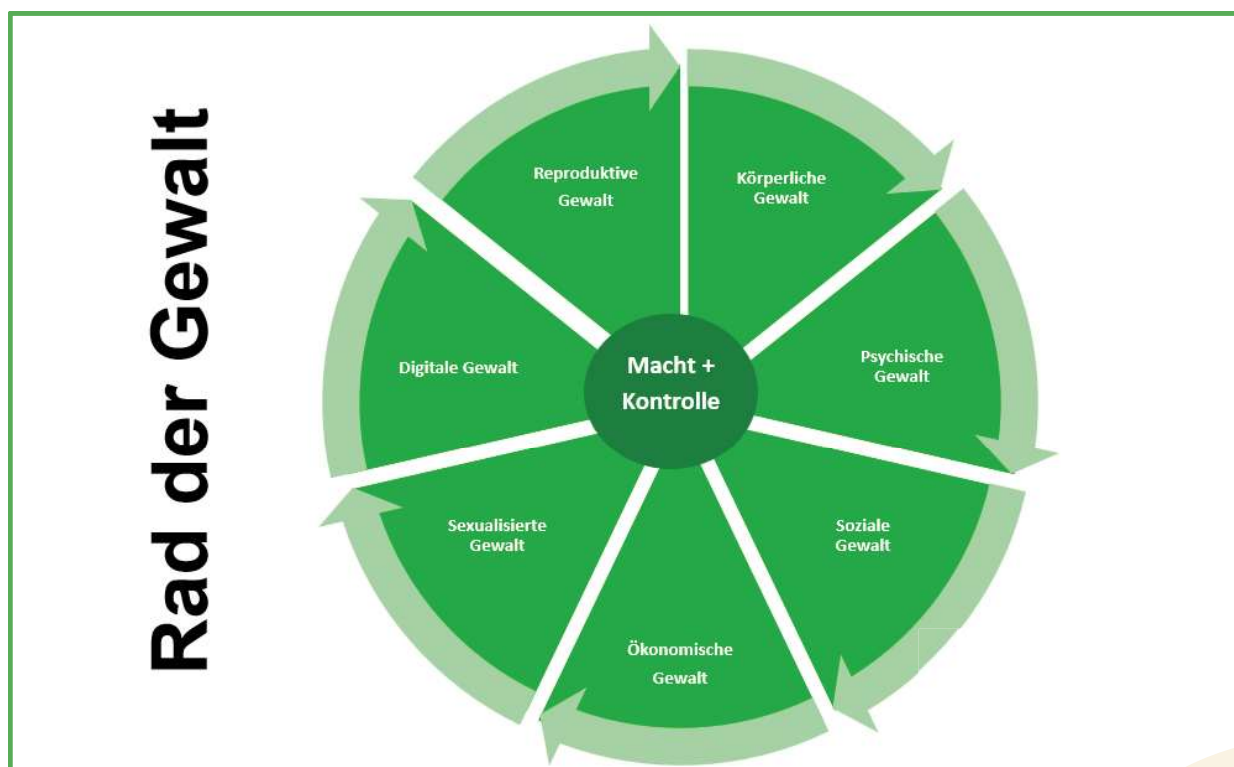 Rad der Gewalt
Reproduktive
Gewalt
Körperliche
Gewalt
Psychische
Gewalt
Soziale
Gewalt
Ökonomische
Gewalt
Sexualisierte
Gewalt
Digitale Gewalt
Macht +
Kontrolle